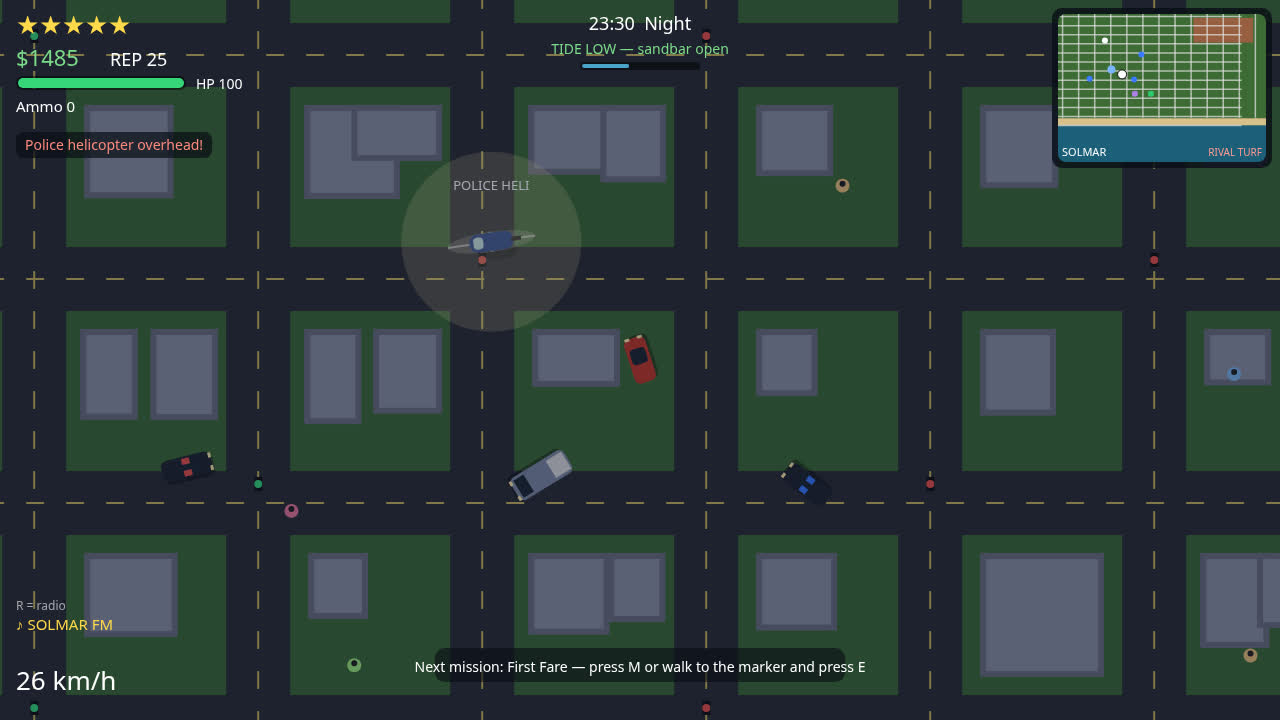 ★★★★★
$1485 REP 25
HP 100
Ammo 0
Police helicopter overhead!
23:30 Night
TIDE LOW — sandbar open
SOLMAR
RIVAL TURF
POLICE HELI
R = radio
♪ SOLMAR FM
26 km/h
Next mission: First Fare — press M or walk to the marker and press E